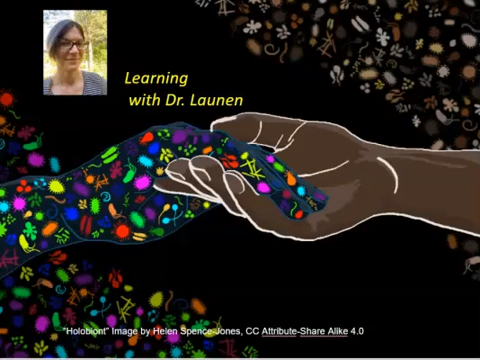 Learning
with Dr. Launen
"Holobiont" Image by Helen Spence-Jones, CC Attribute-Share Alike 4.0